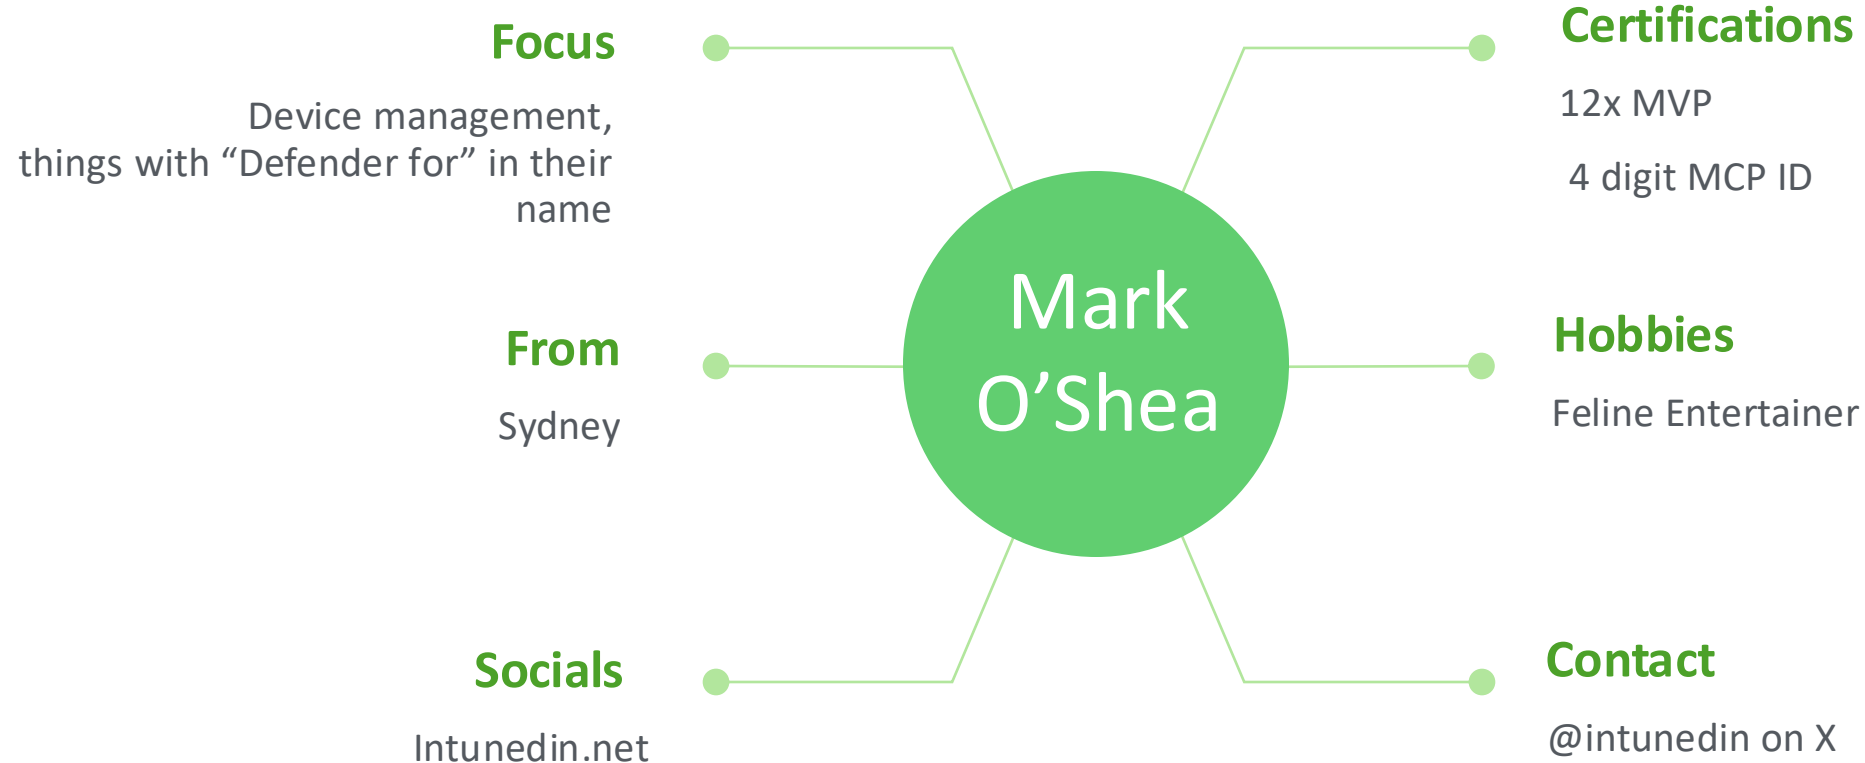 Focus
Device management,
things with “Defender for” in their
name
From
Sydney
Socials
Intunedin.net
Mark
O’Shea
Certifications
12x MVP
4 digit MCP ID
Hobbies
Feline Entertainer
Contact
@intunedin on X